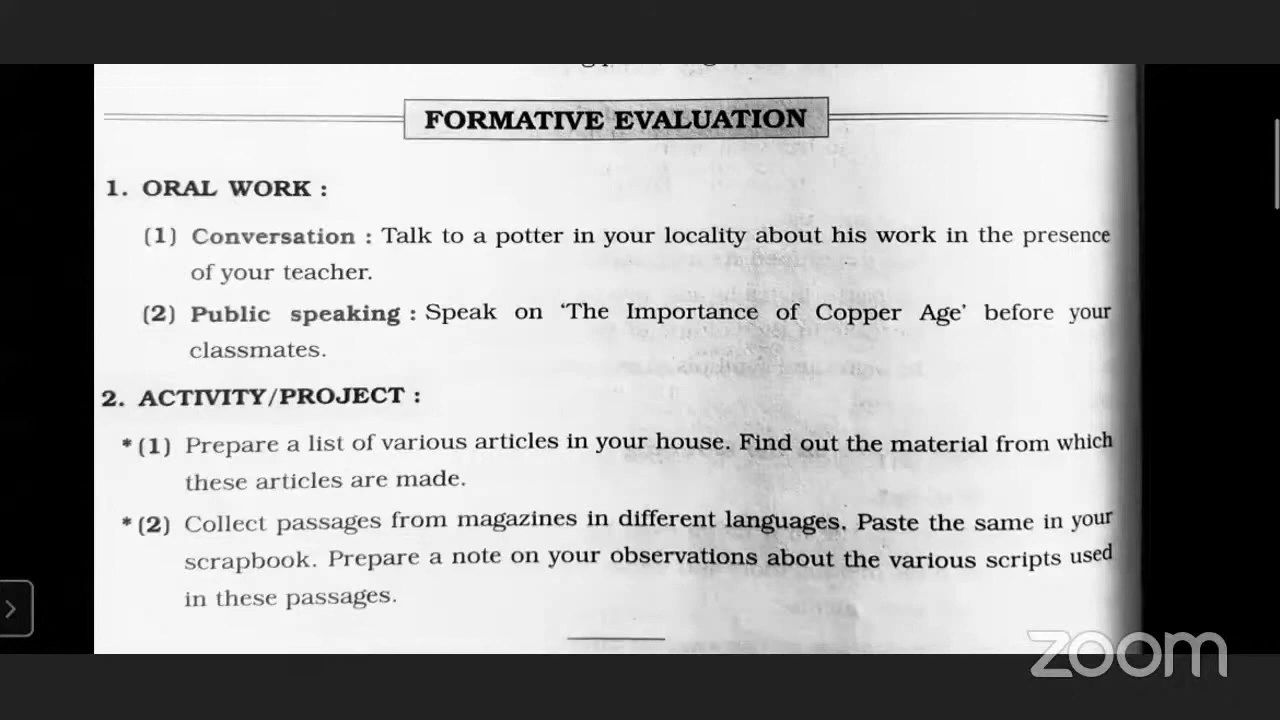 FORMATIVE EVALUATION
1. ORAL WORK :
(1) Conversation : Talk to a potter in your locality about his work in the presence
of your teacher.
(2) Public speaking : Speak on 'The Importance of Copper Age' before your
classmates.
2. ACTIVITY/PROJECT :
*(1) Prepare a list of various articles in your house. Find out the material from which
these articles are made.
*(2) Collect passages from magazines in different languages. Paste the same in your
scrapbook. Prepare a note on your observations about the various scripts used
in these passages.
zoom